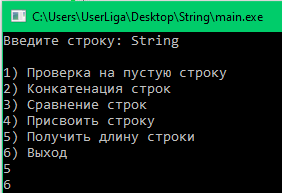 C:\Users\UserLiga\Desktop\String\main.exe
Введите строку: String
1) Проверка на пустую строку
2) Конкатенация строк
3) Сравнение строк
4) Присвоить строку
5) Получить длину строки
6) Выход
5
6